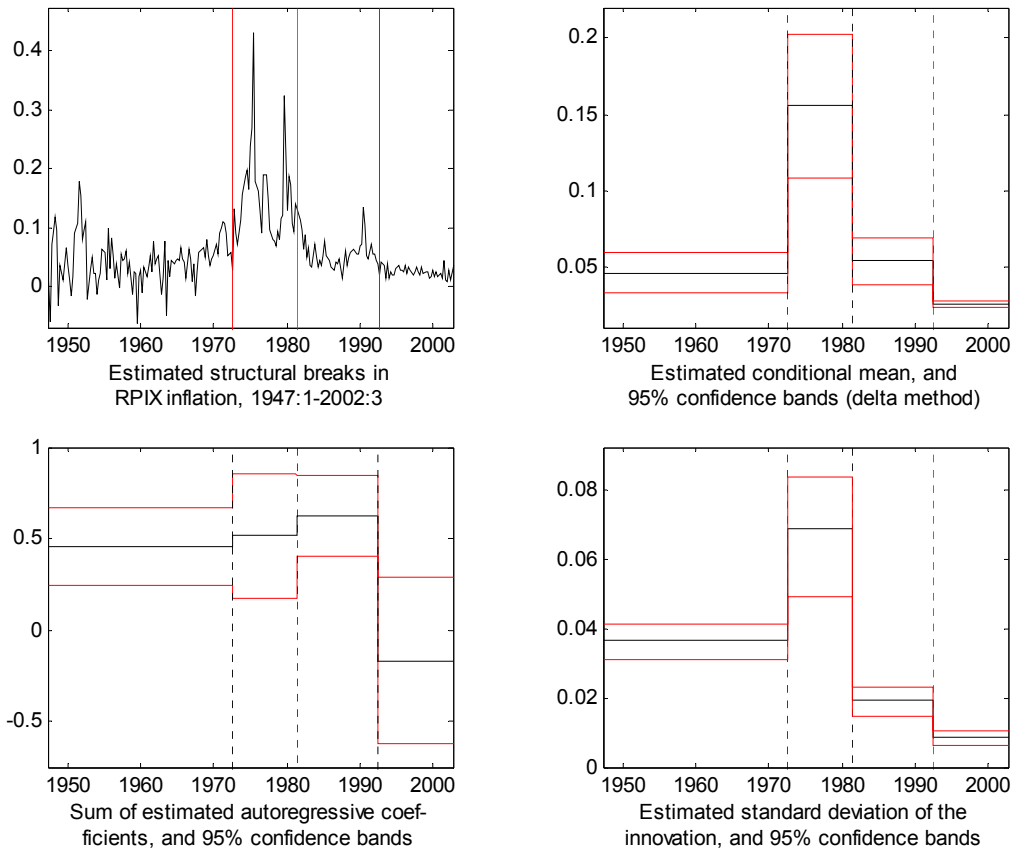 0.4
0.3
0.2
0.1
0
1950 1960 1970 1980 1990 2000
Estimated structural breaks in
RPIX inflation, 1947:1-2002:3
0.2
0.15
0.1
0.05
1950 1960 1970 1980 1990 2000
Estimated conditional mean, and
95% confidence bands (delta method)
1
0.5
0
-0.5
1950 1960 1970 1980 1990 2000
Sum of estimated autoregressive coef-
ficients, and 95% confidence bands
0.08
0.06
0.04
0.02
0
1950 1960 1970 1980 1990 2000
Estimated standard deviation of the
innovation, and 95% confidence bands